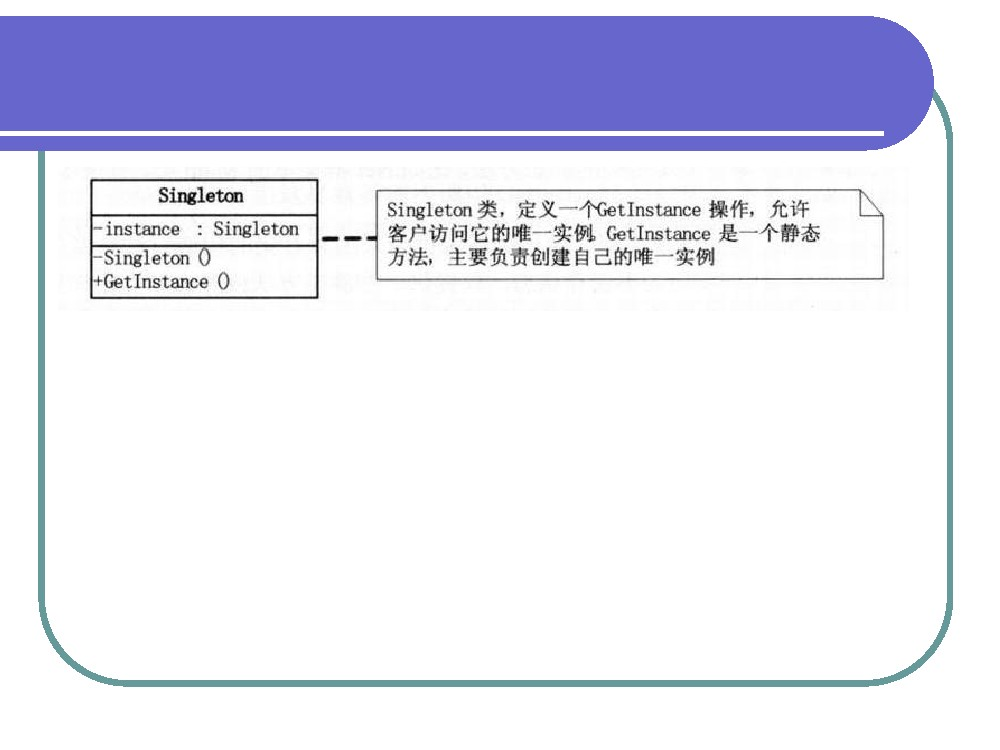 Singleton
-instance : Singleton
-Singleton ()
+GetInstance ()
Singleton 类，定义一个GetInstance 操作，允许
客户访问它的唯一实例。GetInstance 是一个静态
方法，主要负责创建自己的唯一实例